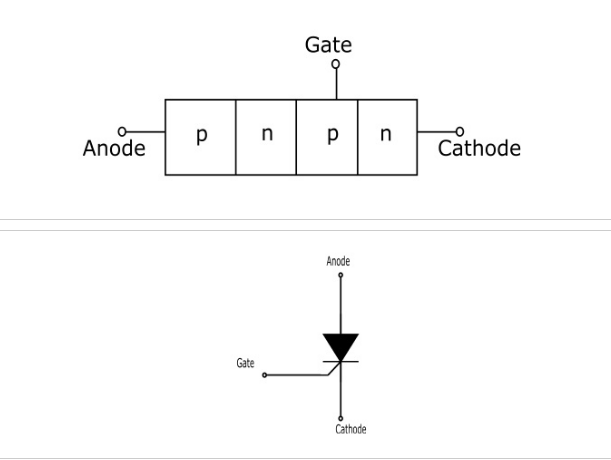 Gate
p n p n
Anode Cathode
Anode
Gate
Cathode